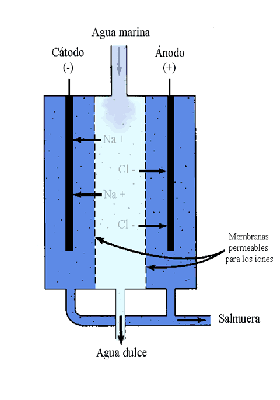 Agua marina
Cátodo
(-)
Ánodo
(+)
Na +
Cl -
Na +
Cl -
Membranas
permeables
para los iones
Salmuera
Agua dulce